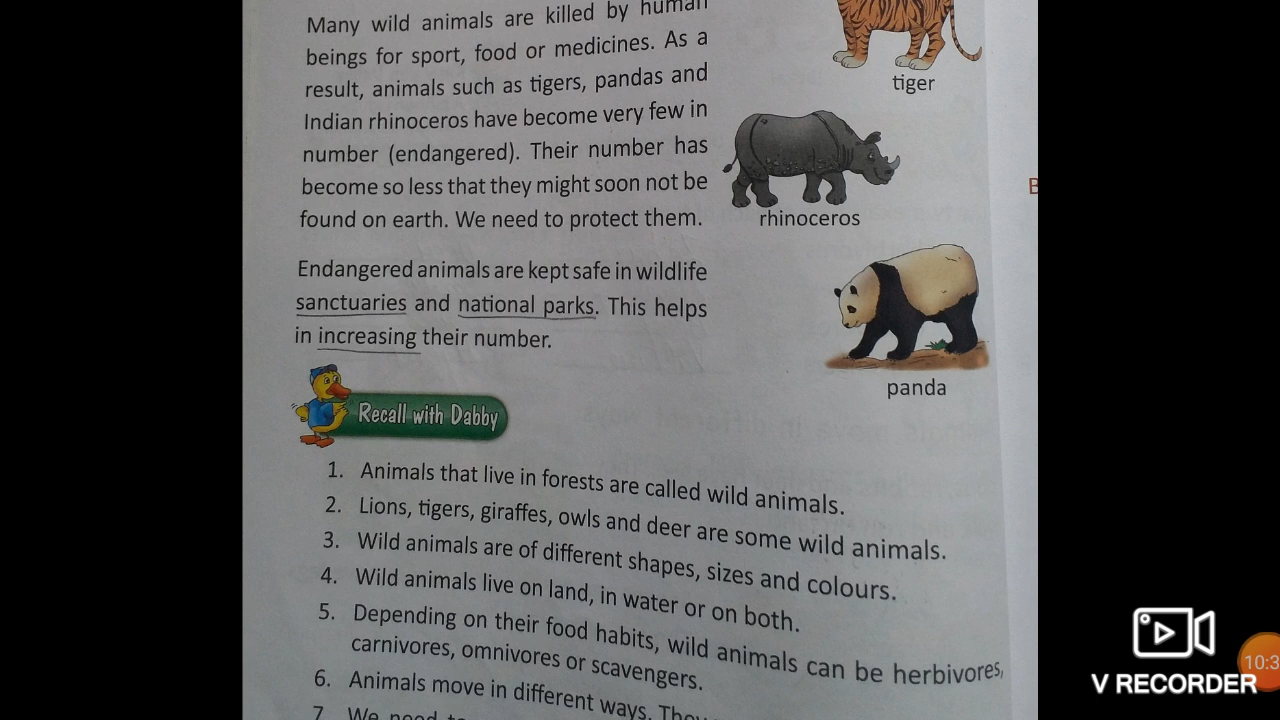 Many wild animals are killed by human
beings for sport, food or medicines. As a
result, animals such as tigers, pandas and
Indian rhinoceros have become very few in
number (endangered). Their number has
become so less that they might soon not be
found on earth. We need to protect them.
Endangered animals are kept safe in wildlife
sanctuaries and national parks. This helps
in increasing their number.
tiger
rhinoceros
panda
Recall with Dabby
1. Animals that live in forests are called wild animals.
2. Lions, tigers, giraffes, owls and deer are some wild animals.
3. Wild animals are of different shapes, sizes and colours.
4. Wild animals live on land, in water or on both.
5. Depending on their food habits, wild animals can be herbivores,
carnivores, omnivores or scavengers.
6. Animals move in different ways. They
7. We need to
B
V RECORDER
10:3